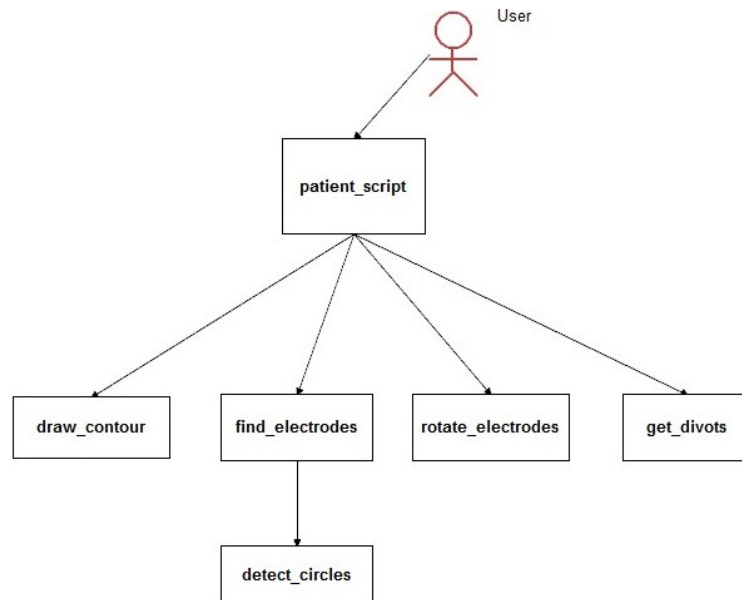 User
patient_script
draw_contour
find_electrodes
rotate_electrodes
get_divots
detect_circles